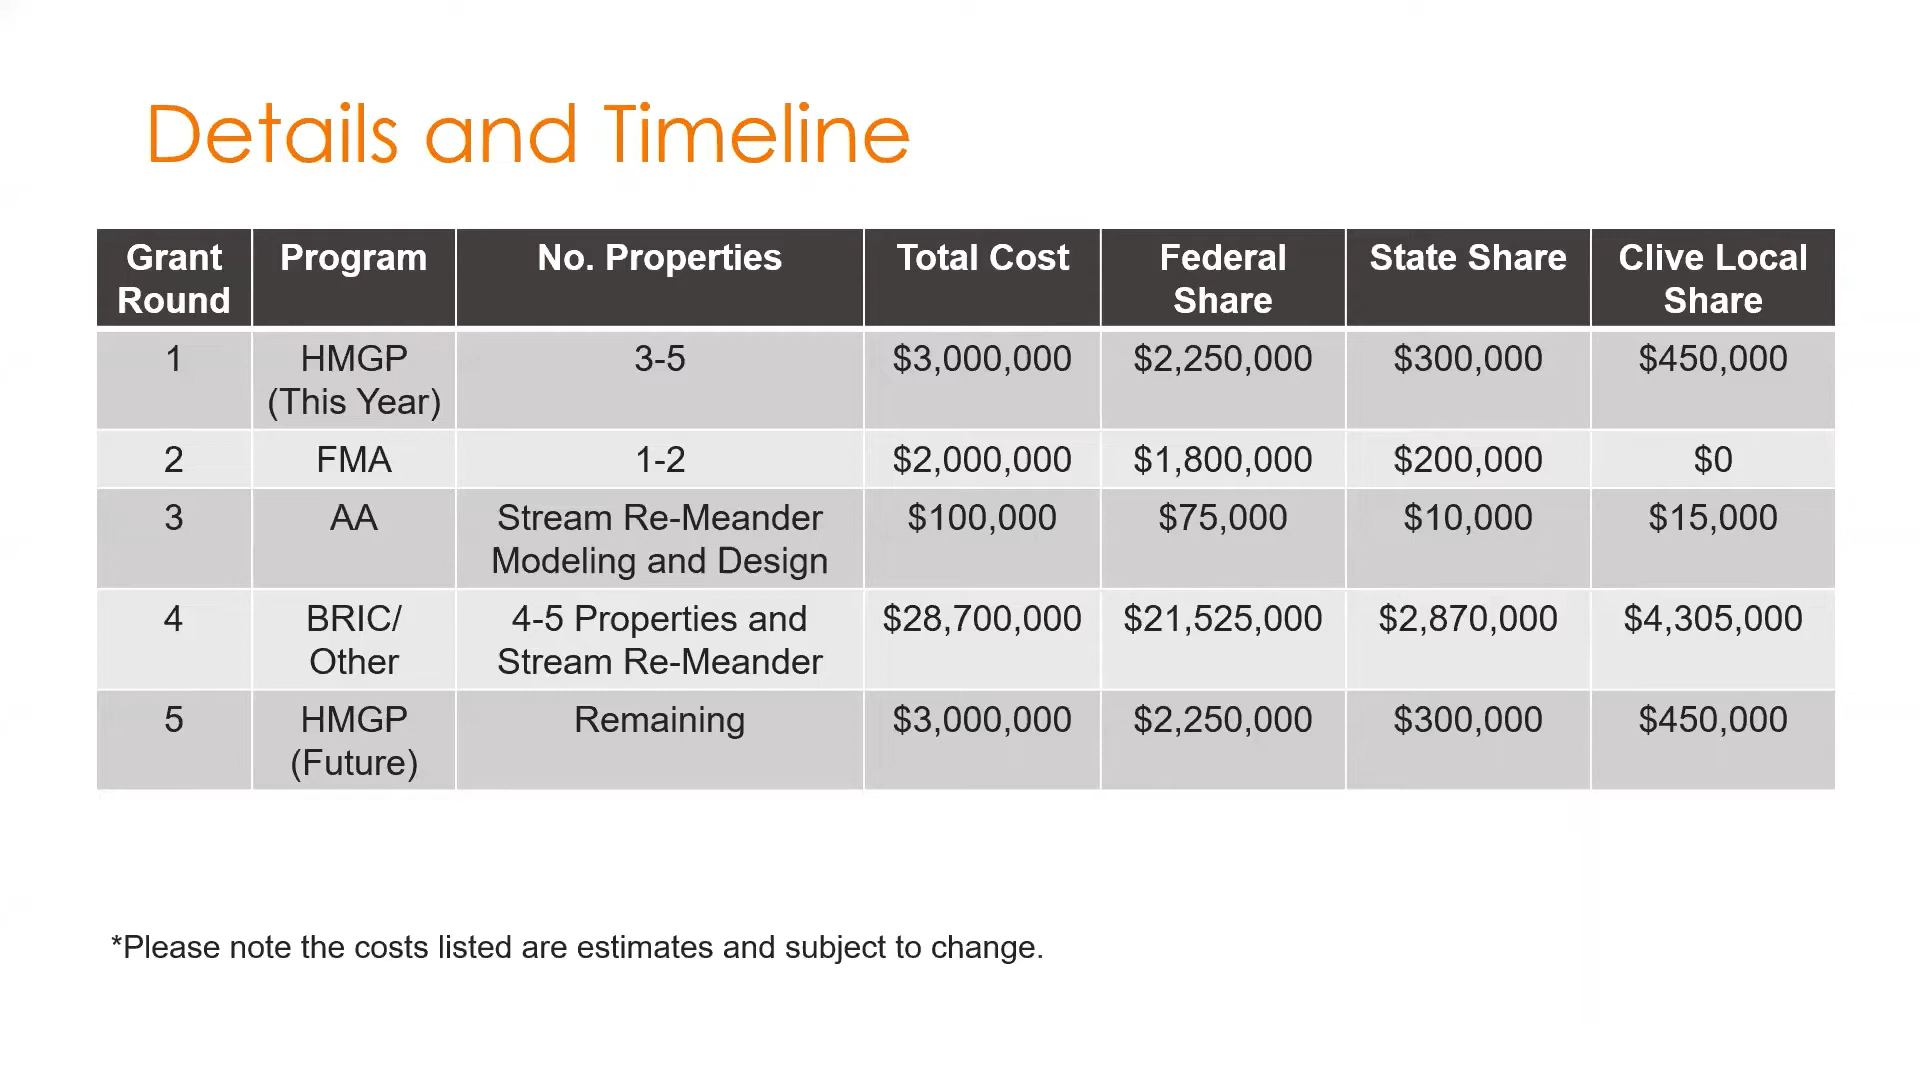 Details and Timeline
Grant Round | Program | No. Properties | Total Cost | Federal Share | State Share | Clive Local Share
1 | HMGP (This Year) | 3-5 | $3,000,000 | $2,250,000 | $300,000 | $450,000
2 | FMA | 1-2 | $2,000,000 | $1,800,000 | $200,000 | $0
3 | AA | Stream Re-Meander Modeling and Design | $100,000 | $75,000 | $10,000 | $15,000
4 | BRIC/ Other | 4-5 Properties and Stream Re-Meander | $28,700,000 | $21,525,000 | $2,870,000 | $4,305,000
5 | HMGP (Future) | Remaining | $3,000,000 | $2,250,000 | $300,000 | $450,000
*Please note the costs listed are estimates and subject to change.